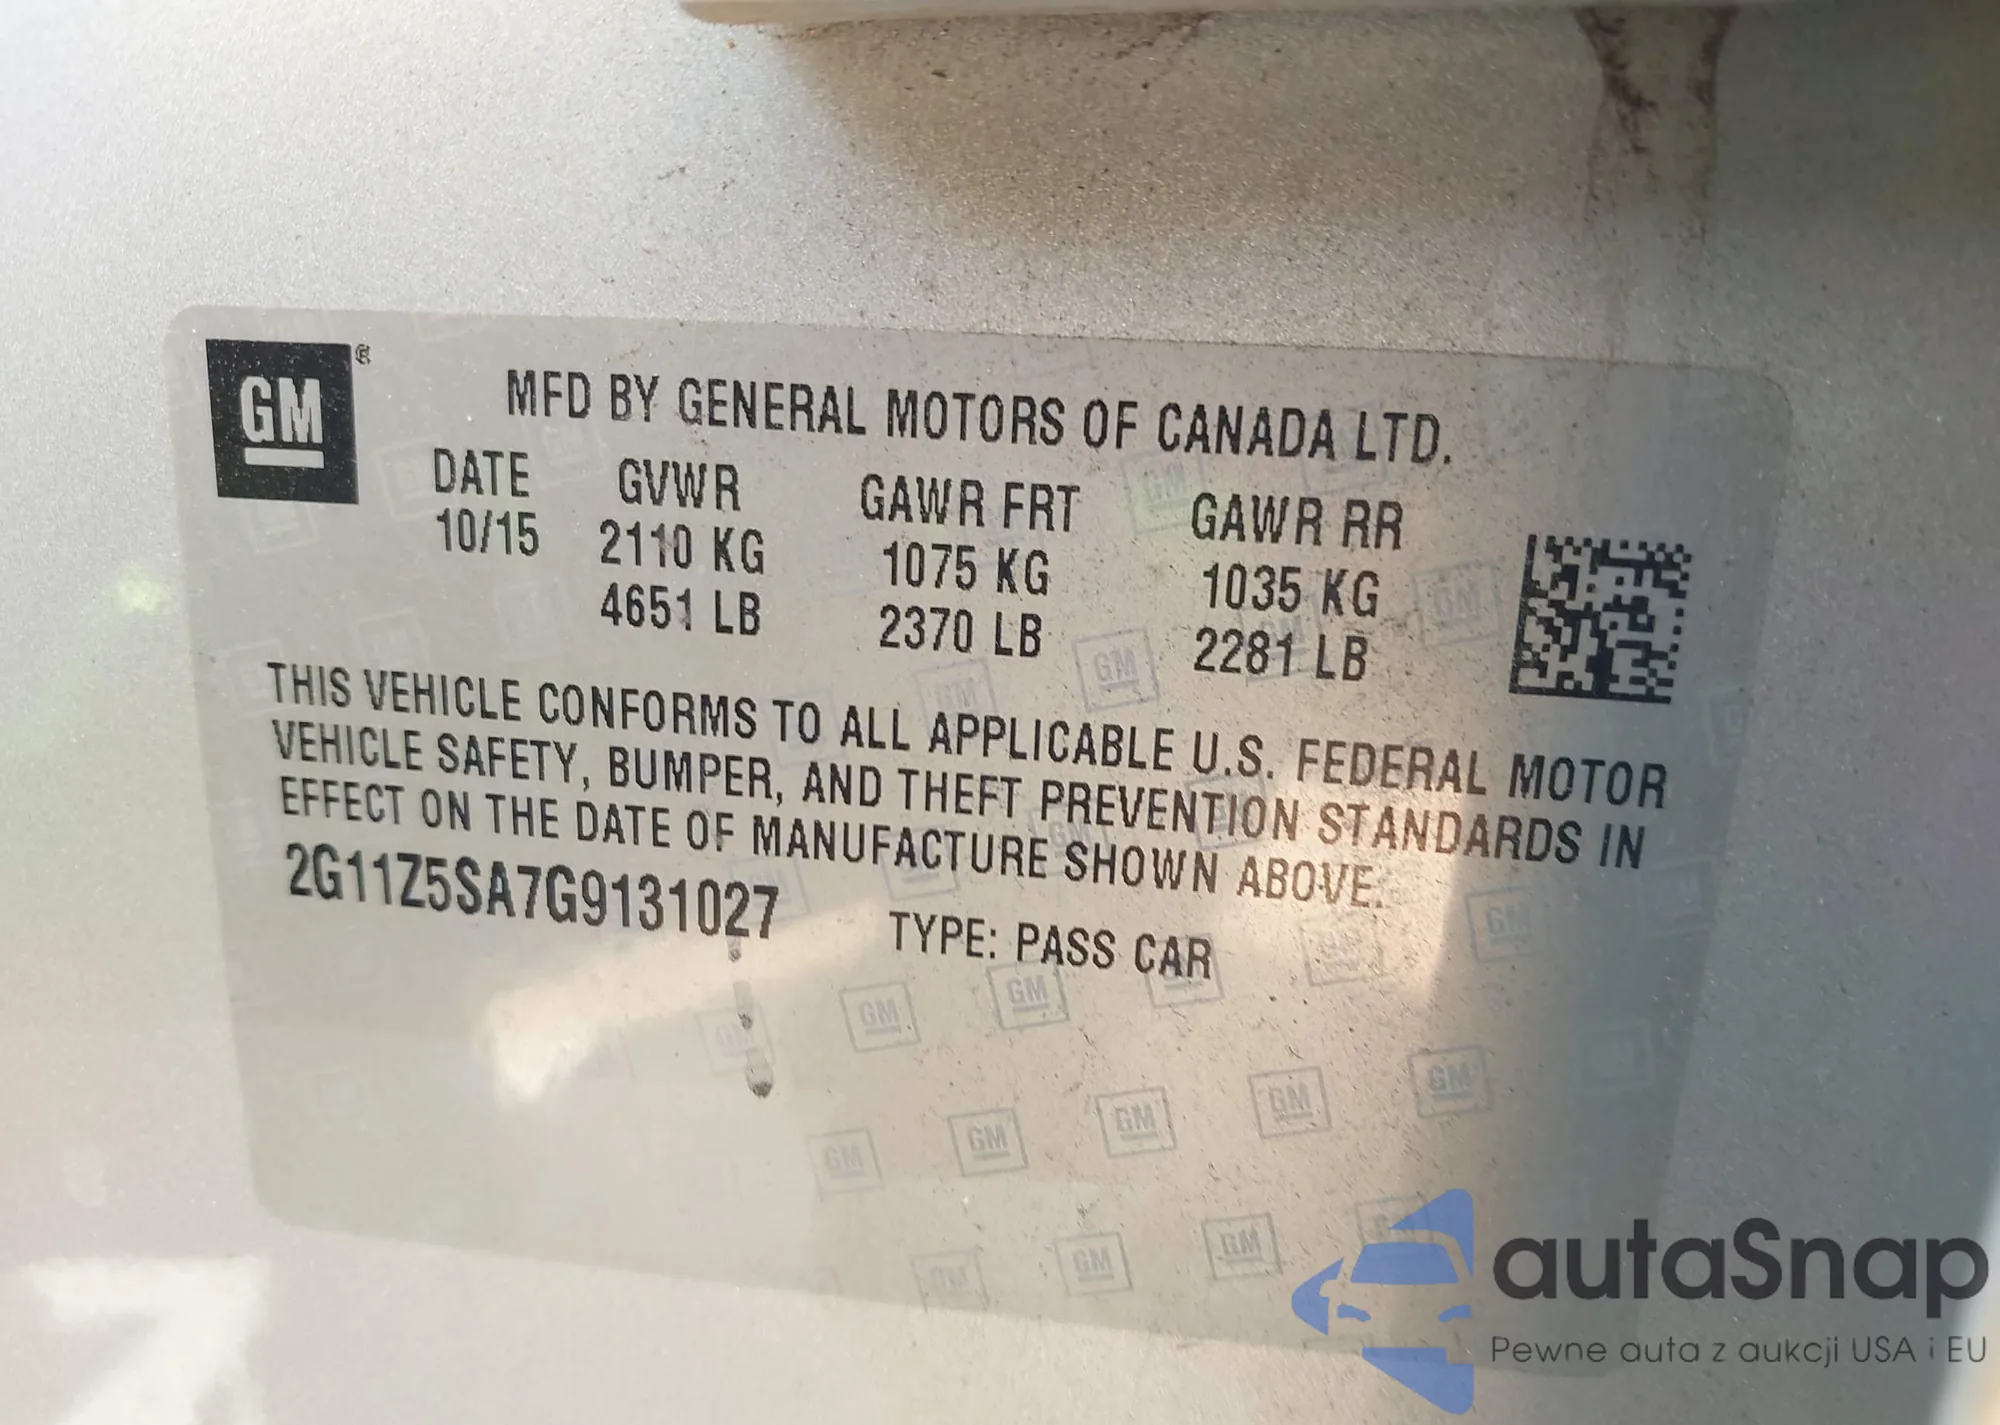 GM®
MFD BY GENERAL MOTORS OF CANADA LTD.
DATE GVWR GAWR FRT GAWR RR
10/15 2110 KG 1075 KG 1035 KG
4651 LB 2370 LB 2281 LB
THIS VEHICLE CONFORMS TO ALL APPLICABLE U.S. FEDERAL MOTOR
VEHICLE SAFETY, BUMPER, AND THEFT PREVENTION STANDARDS IN
EFFECT ON THE DATE OF MANUFACTURE SHOWN ABOVE.
2G11Z5SA7G9131027 TYPE: PASS CAR
autaSnap
Pewne auta z aukcji USA i EU